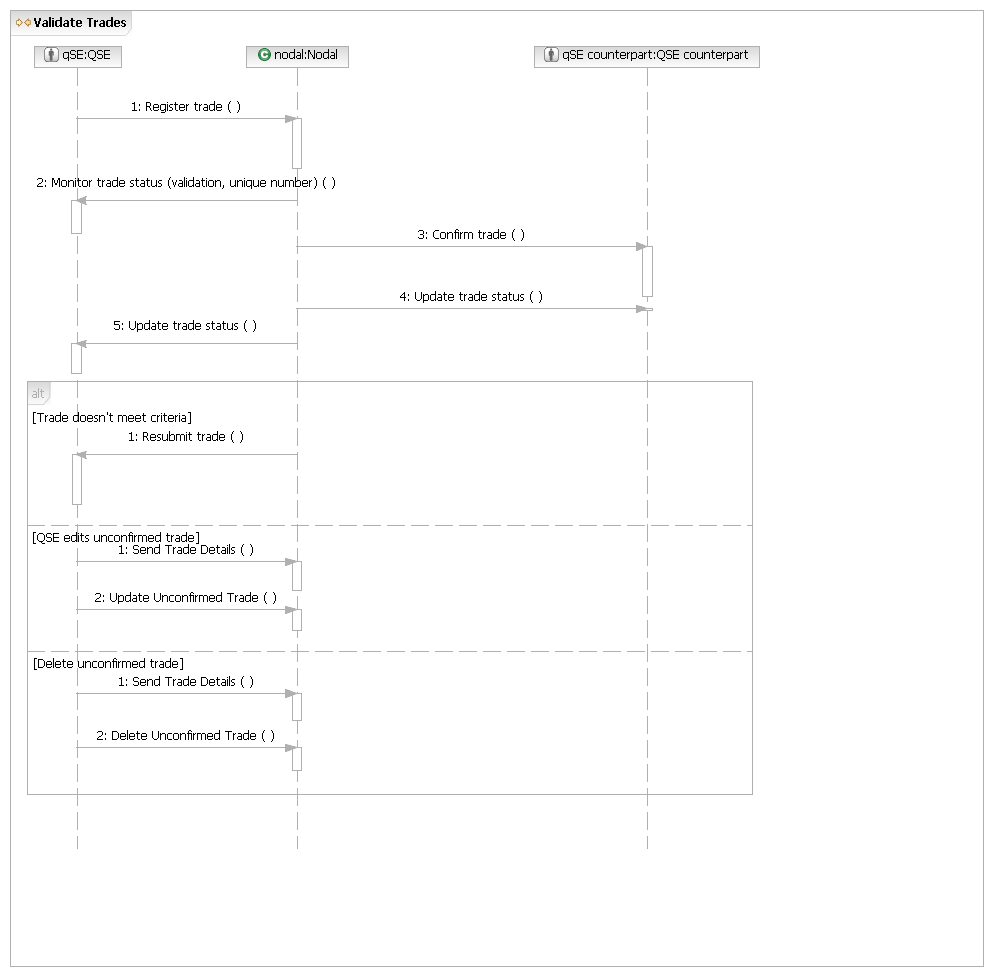 Validate Trades
qSE:QSE
nodal:Nodal
qSE counterpart:QSE counterpart
1: Register trade ( )
2: Monitor trade status (validation, unique number) ( )
3: Confirm trade ( )
4: Update trade status ( )
5: Update trade status ( )
alt
[Trade doesn't meet criteria]
1: Resubmit trade ( )
[QSE edits unconfirmed trade]
1: Send Trade Details ( )
2: Update Unconfirmed Trade ( )
[Delete unconfirmed trade]
1: Send Trade Details ( )
2: Delete Unconfirmed Trade ( )